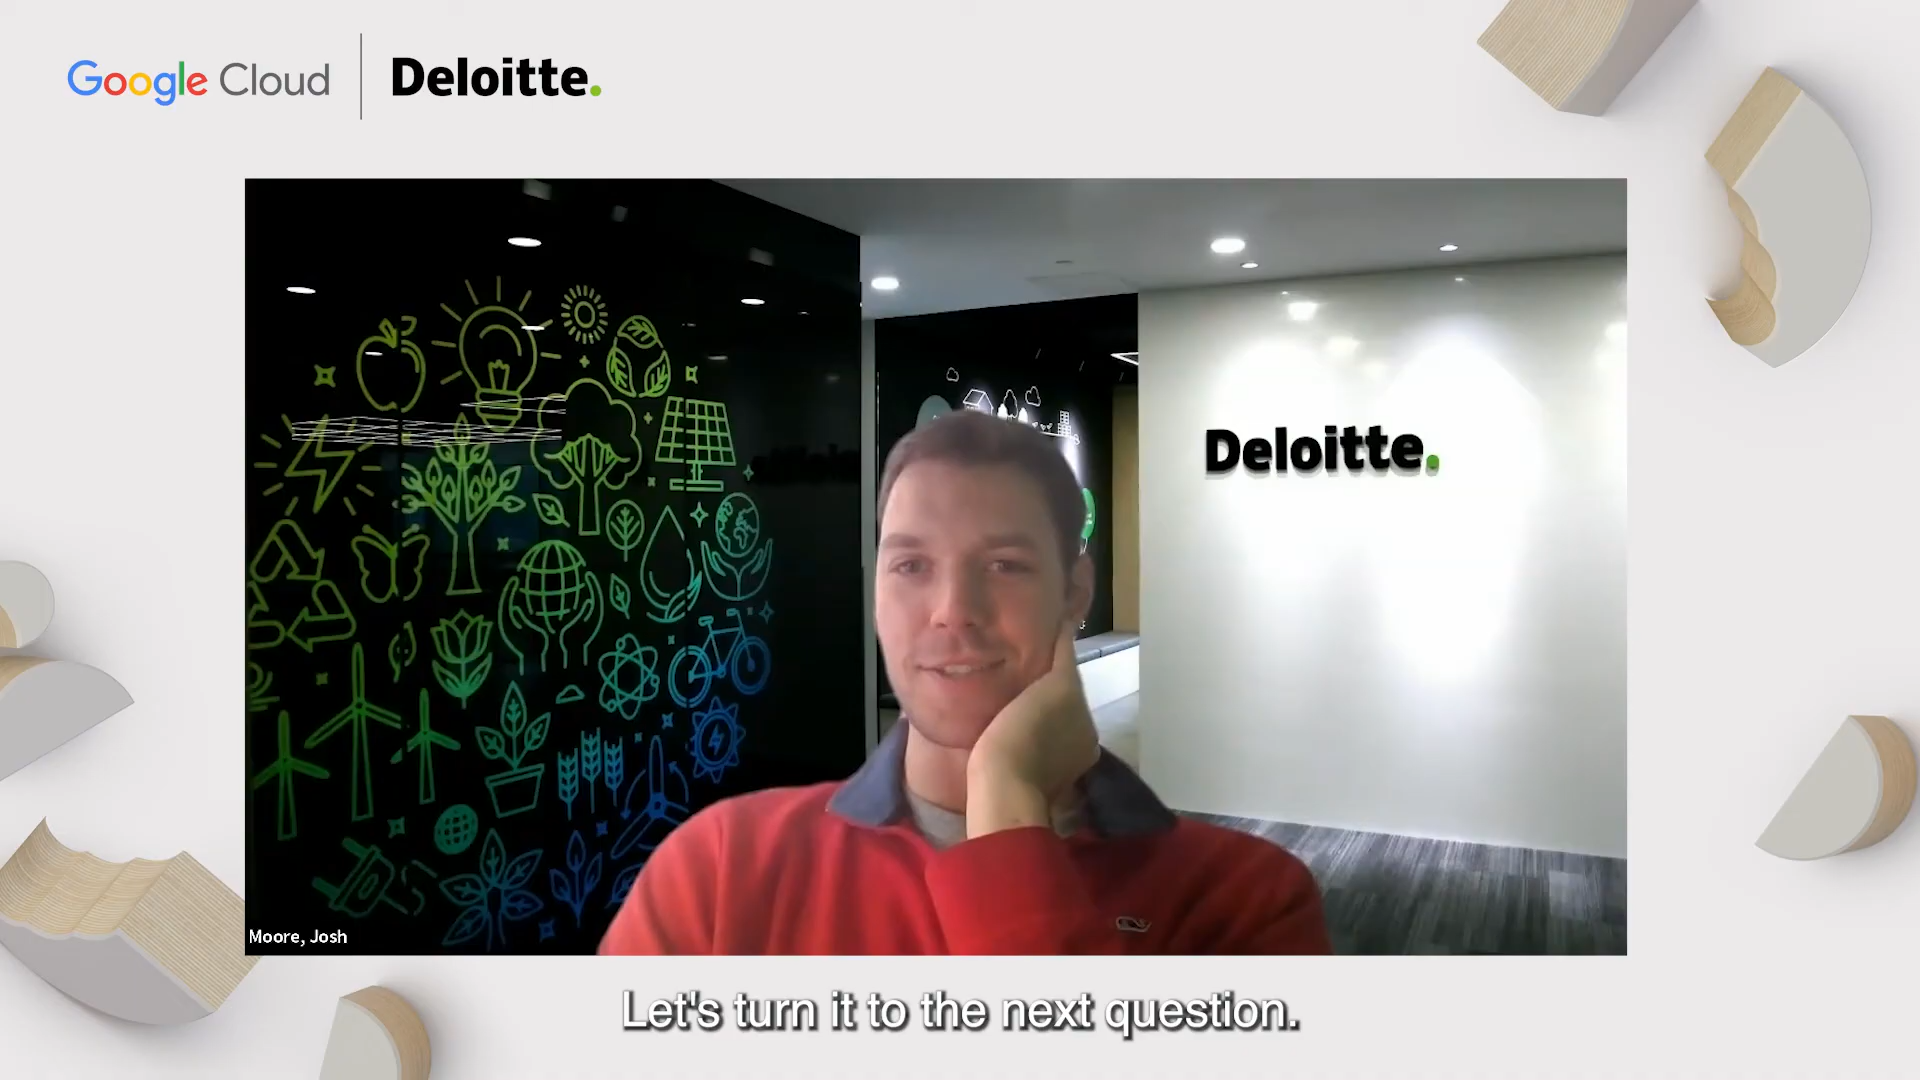 Google Cloud
Deloitte.
Deloitte.
Moore, Josh
Let's turn it to the next question.